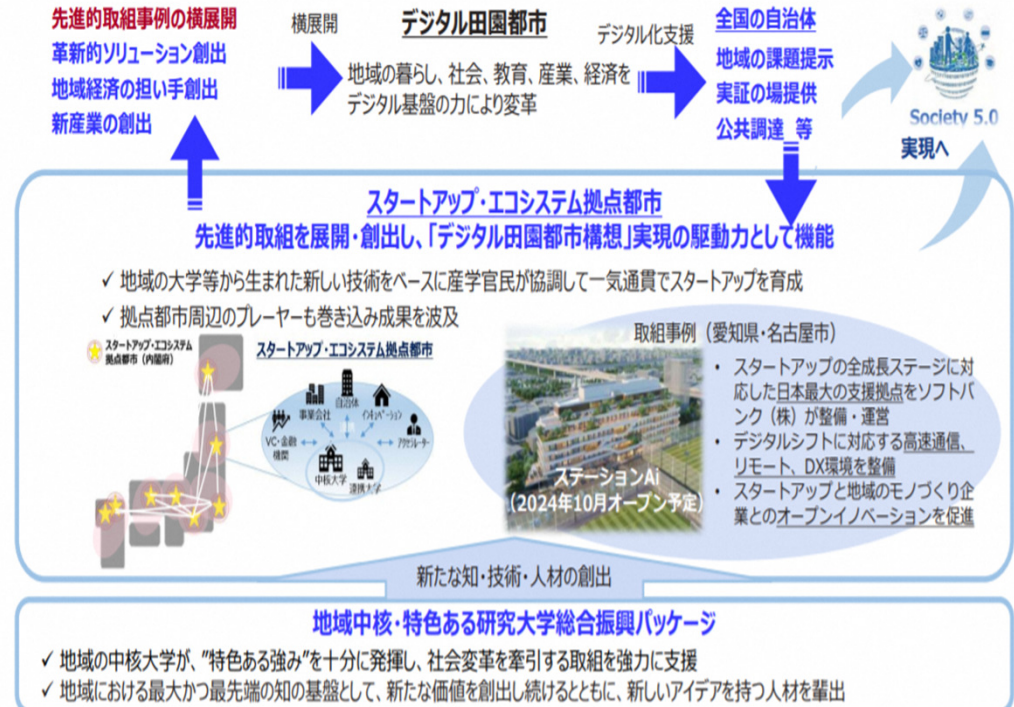 先進的取組事例の横展開
革新的ソリューション創出
地域経済の担い手創出
新産業の創出
横展開
デジタル田園都市
地域の暮らし、社会、教育、産業、経済を
デジタル基盤の力により変革
デジタル化支援
全国の自治体
地域の課題提示
実証の場提供
公共調達 等
Society 5.0
実現へ
スタートアップ・エコシステム拠点都市
先進的取組を展開・創出し、「デジタル田園都市構想」実現の駆動力として機能
✓ 地域の大学等から生まれた新しい技術をベースに産学官民が協調して一気通貫でスタートアップを育成
✓ 拠点都市周辺のプレーヤーも巻き込み成果を波及
スタートアップ・エコシステム
拠点都市（内閣府）
スタートアップ・エコシステム拠点都市
事業会社
自治体
インキュベーション
VC・金融
機関
アクセラレーター
中核大学
連携大学
取組事例（愛知県・名古屋市）
ステーションAi
（2024年10月オープン予定）
• スタートアップの全成長ステージに対
応した日本最大の支援拠点をソフトバ
ンク（株）が整備・運営
• デジタルシフトに対応する高速通信、
リモート、DX環境を整備
• スタートアップと地域のモノづくり企
業とのオープンイノベーションを促進
新たな知・技術・人材の創出
地域中核・特色ある研究大学総合振興パッケージ
✓ 地域の中核大学が、”特色ある強み”を十分に発揮し、社会変革を牽引する取組を強力に支援
✓ 地域における最大かつ最先端の知の基盤として、新たな価値を創出し続けるとともに、新しいアイデアを持つ人材を輩出